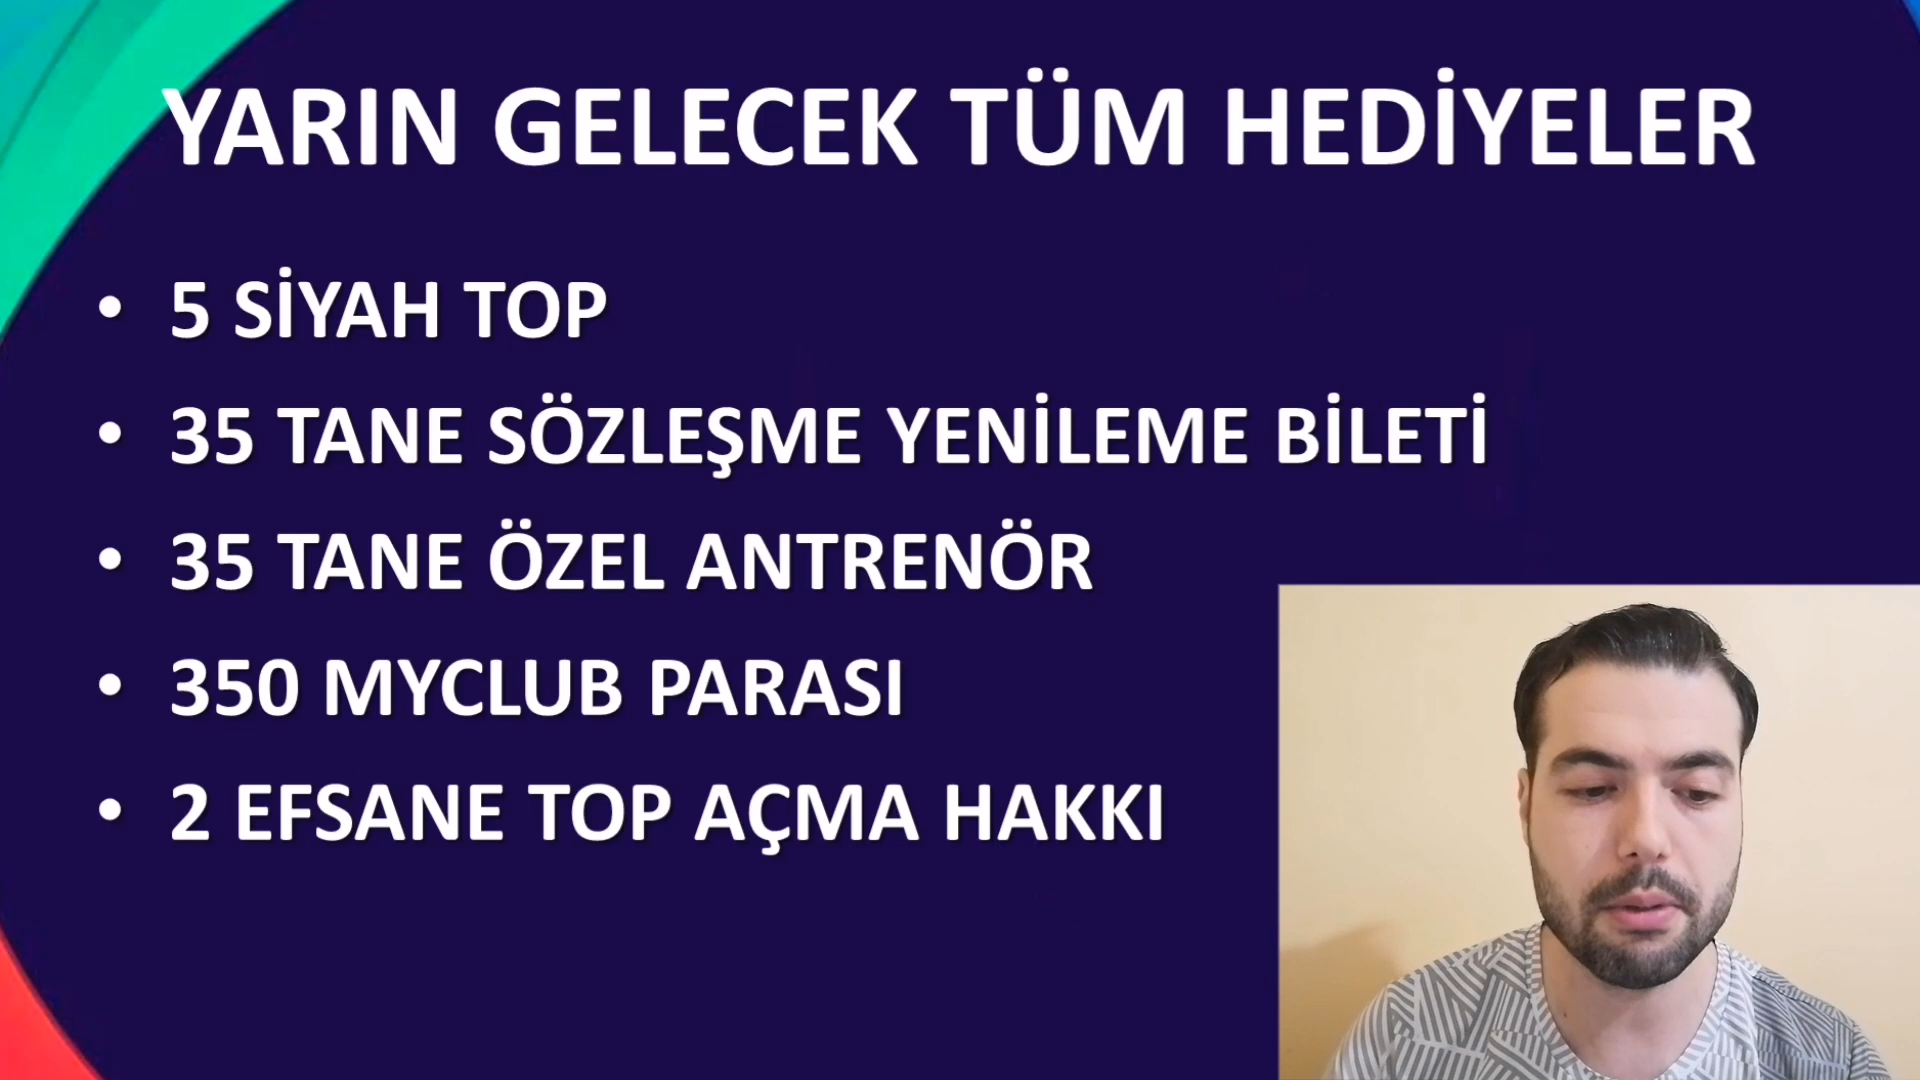 YARIN GELECEK TÜM HEDİYELER
• 5 SİYAH TOP
• 35 TANE SÖZLEŞME YENİLEME BİLETİ
• 35 TANE ÖZEL ANTRENÖR
• 350 MYCLUB PARASI
• 2 EFSANE TOP AÇMA HAKKI